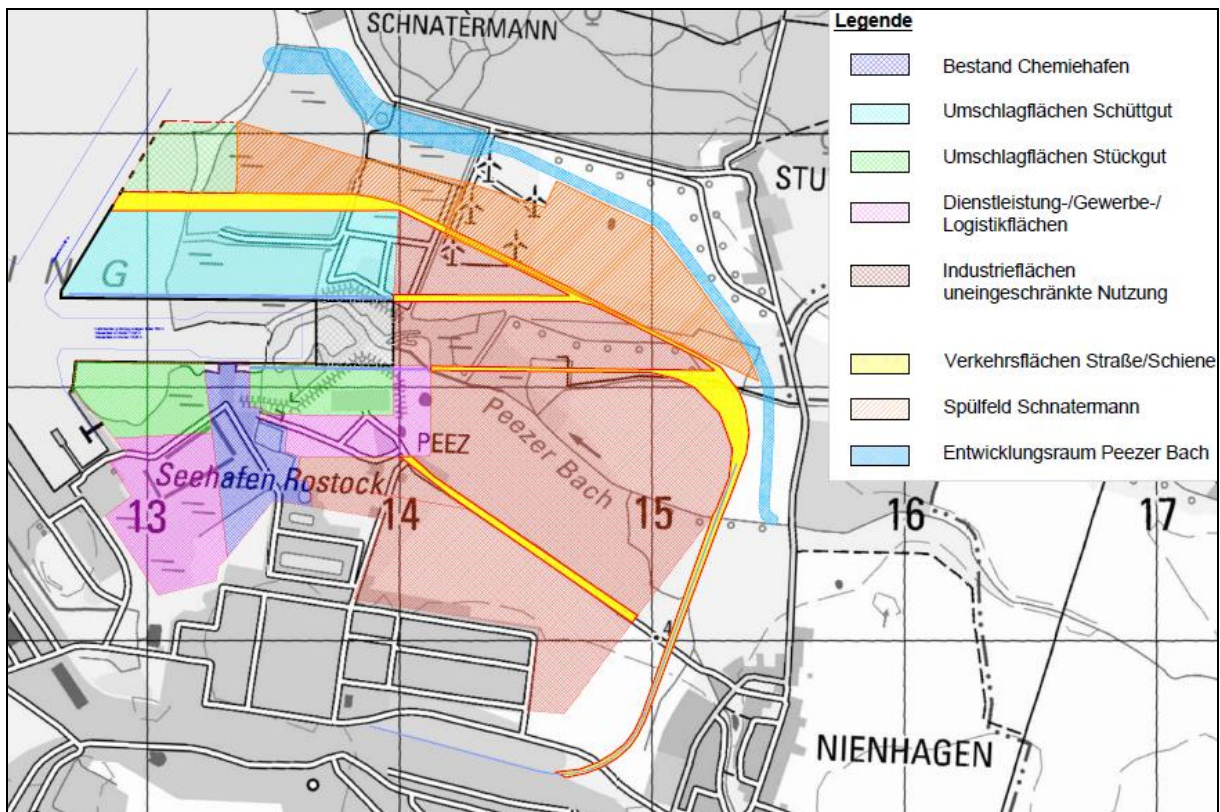 SCHNATERMANN
STU
N G
PEEZ
Peezer Bach
Seehafen Rostock
13
14
15
16
17
4
NIENHAGEN
Legende
Bestand Chemiehafen
Umschlagflächen Schüttgut
Umschlagflächen Stückgut
Dienstleistung-/Gewerbe-/
Logistikflächen
Industrieflächen
uneingeschränkte Nutzung
Verkehrsflächen Straße/Schiene
Spülfeld Schnatermann
Entwicklungsraum Peezer Bach